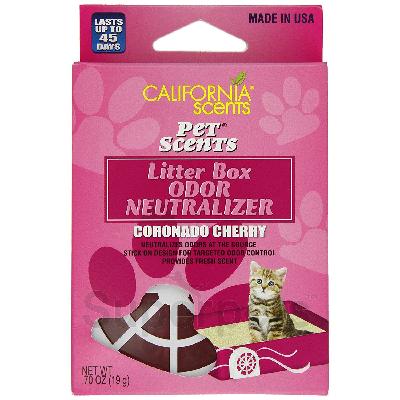 LASTS
UP TO
45
DAYS
MADE IN USA
CALIFORNIA
Scents®
PET
SCENTS
Litter Box
ODOR
NEUTRALIZER
CORONADO CHERRY
NEUTRALIZES ODORS AT THE SOURCE
STICK ON DESIGN FOR TARGETED ODOR CONTROL
PROVIDES FRESH SCENT
NET WT.
.70 OZ (19 g)